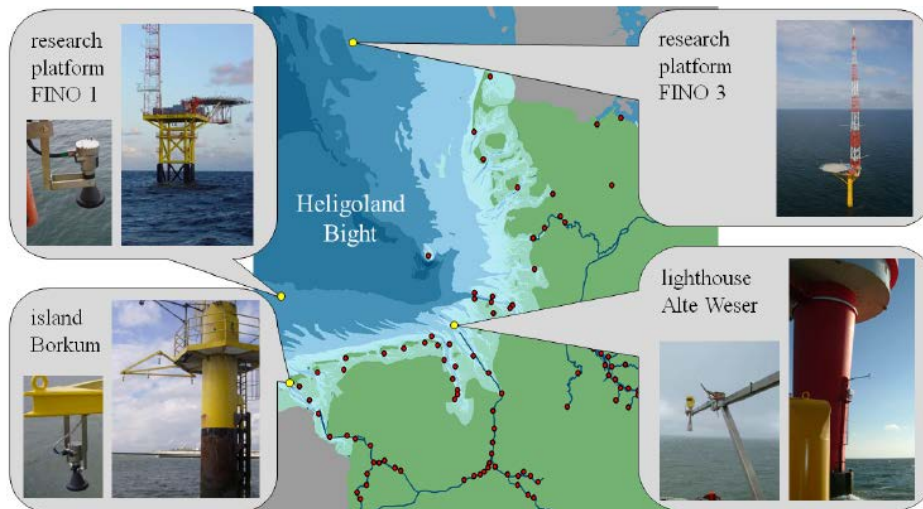 research
platform
FINO 1
research
platform
FINO 3
Heligoland
Bight
island
Borkum
lighthouse
Alte Weser